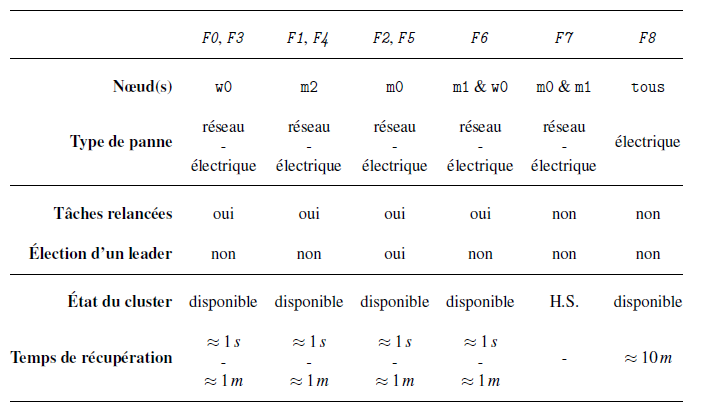 F0, F3 F1, F4 F2, F5 F6 F7 F8
Nœud(s) w0 m2 m0 m1 & w0 m0 & m1 tous
réseau réseau réseau réseau réseau
Type de panne - - - - - électrique
électrique électrique électrique électrique électrique
Tâches relancées oui oui oui oui non non
Élection d'un leader non non oui non non non
État du cluster disponible disponible disponible disponible H.S. disponible
≈ 1 s ≈ 1 s ≈ 1 s ≈ 1 s
Temps de récupération - - - - - ≈ 10 m
≈ 1 m ≈ 1 m ≈ 1 m ≈ 1 m